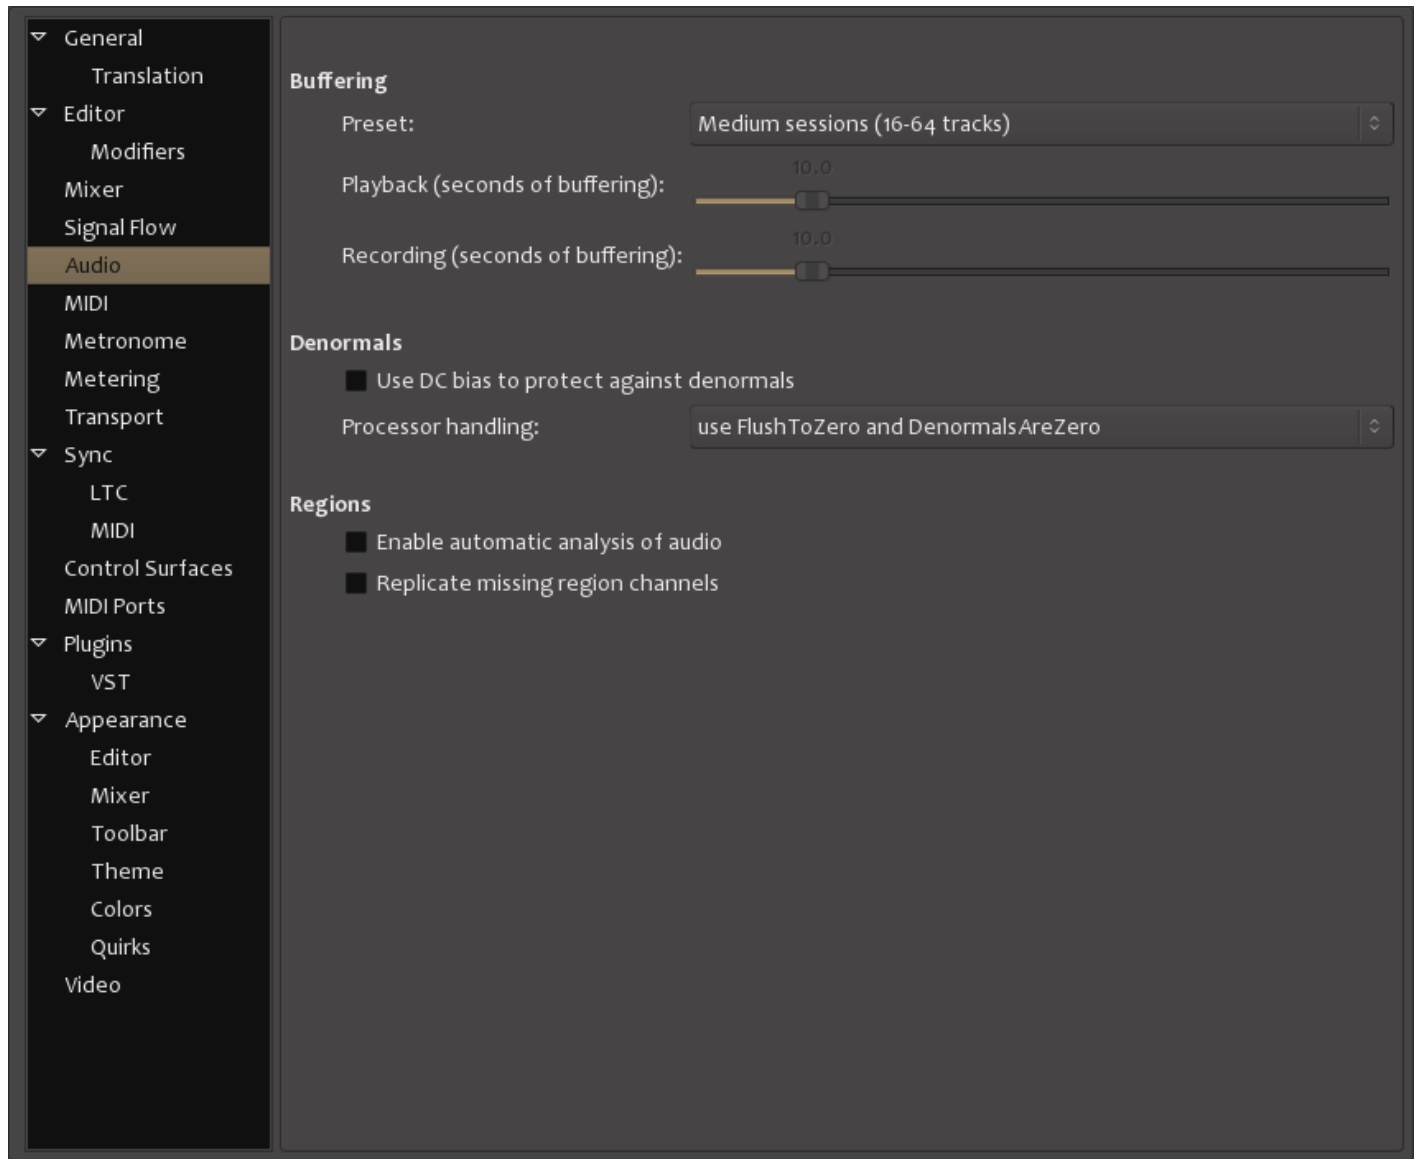 General
Translation
Editor
Modifiers
Mixer
Signal Flow
Audio
MIDI
Metronome
Metering
Transport
Sync
LTC
MIDI
Control Surfaces
MIDI Ports
Plugins
VST
Appearance
Editor
Mixer
Toolbar
Theme
Colors
Quirks
Video
Buffering
Preset: Medium sessions (16-64 tracks)
10.0
Playback (seconds of buffering):
10.0
Recording (seconds of buffering):
Denormals
Use DC bias to protect against denormals
Processor handling: use FlushToZero and DenormalsAreZero
Regions
Enable automatic analysis of audio
Replicate missing region channels